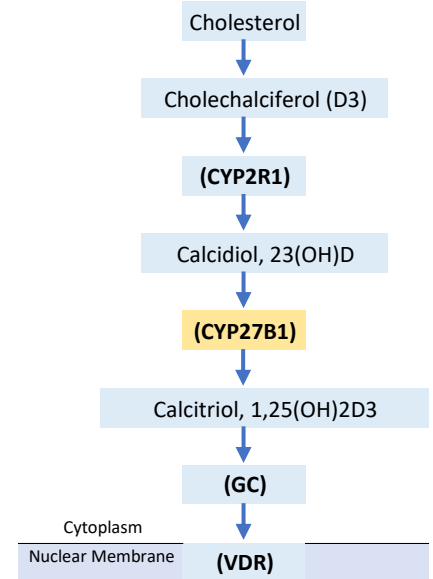 Cholesterol
Cholechalciferol (D3)
(CYP2R1)
Calcidiol, 23(OH)D
(CYP27B1)
Calcitriol, 1,25(OH)2D3
(GC)
Cytoplasm
Nuclear Membrane
(VDR)